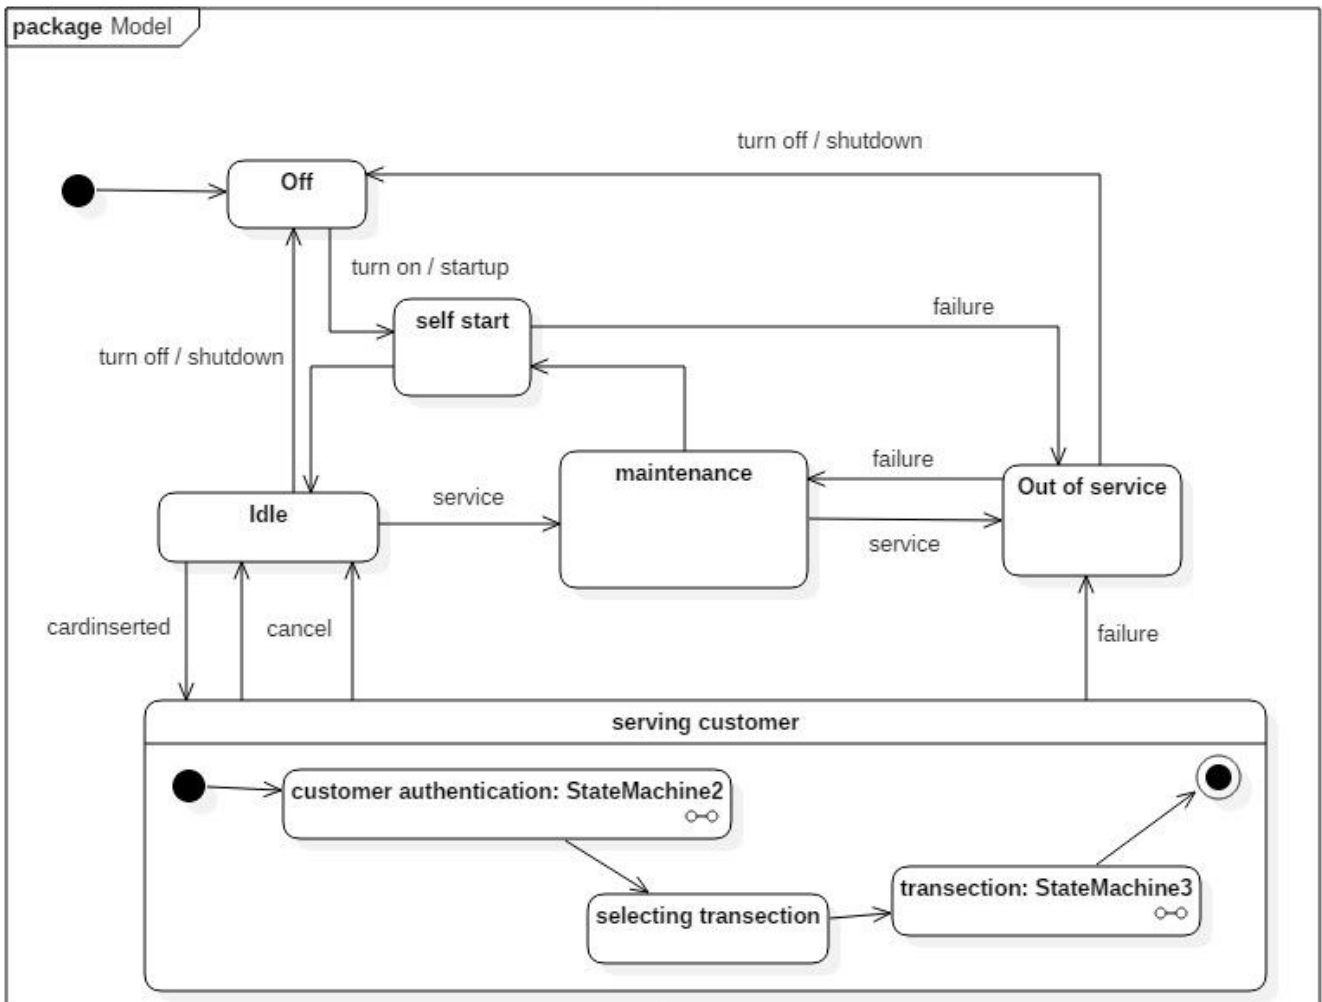 package Model
turn off / shutdown
Off
turn on / startup
self start
failure
turn off / shutdown
maintenance
failure
Out of service
Idle
service
service
cardinserted
cancel
failure
serving customer
customer authentication: StateMachine2
transection: StateMachine3
selecting transection